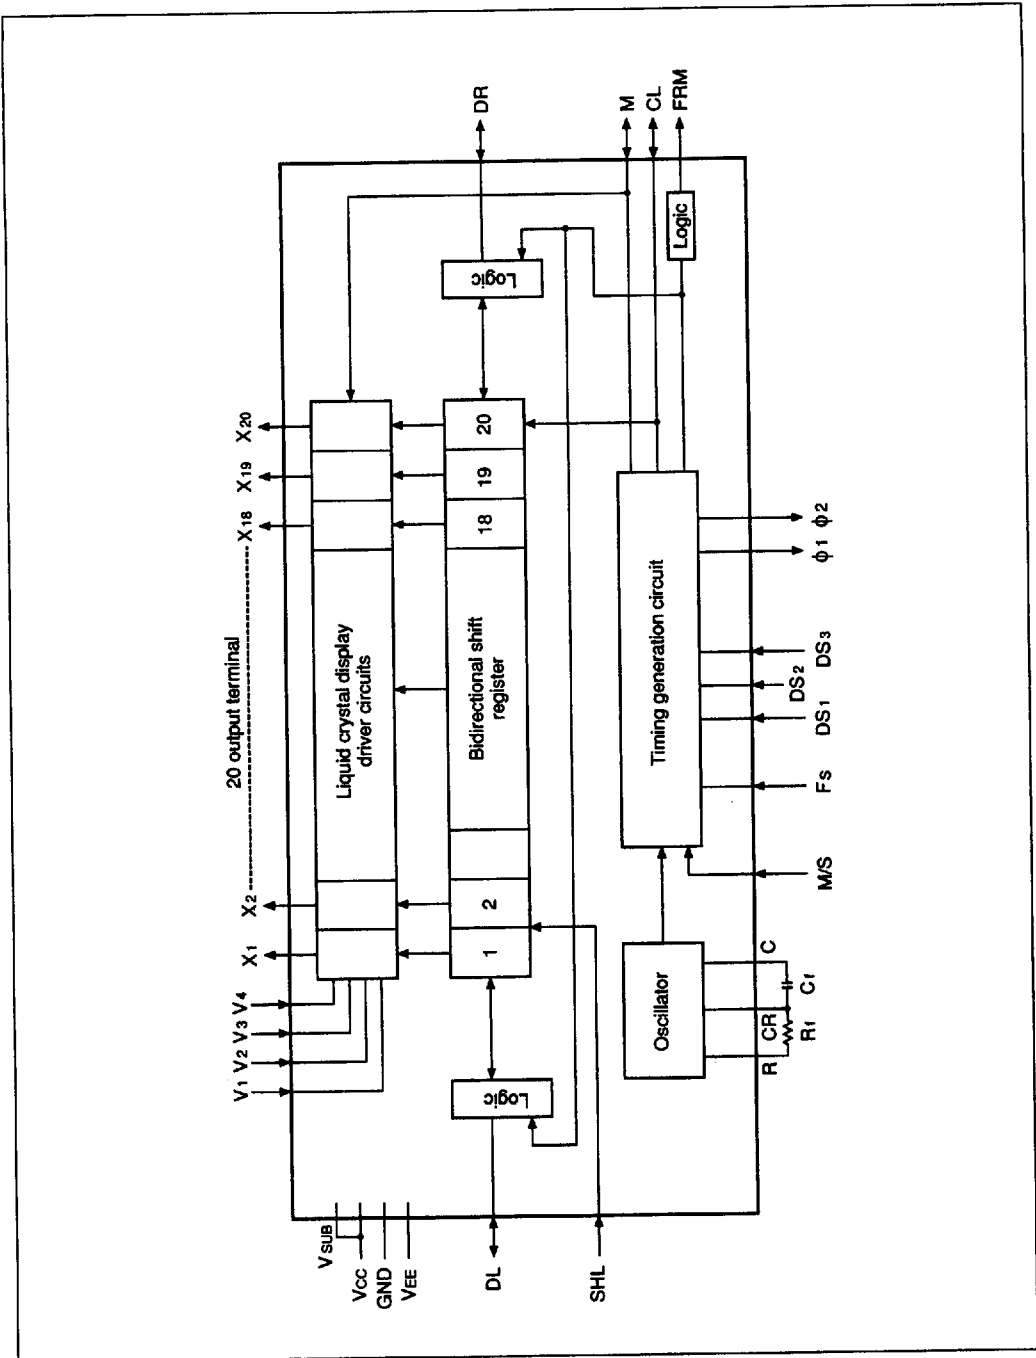 20 output terminal
V1 V2 V3 V4 X1 X2 X18 X19 X20
VSUB
VCC
GND
VEE
Liquid crystal display
driver circuits
DL
Logic
1 2
Bidirectional shift
register
18 19 20
Logic
DR
SHL
Oscillator
Timing generation circuit
Logic
M
CL
FRM
R CR C
Rf Cf
M/S
FS
DS1
DS2
DS3
ϕ1 ϕ2